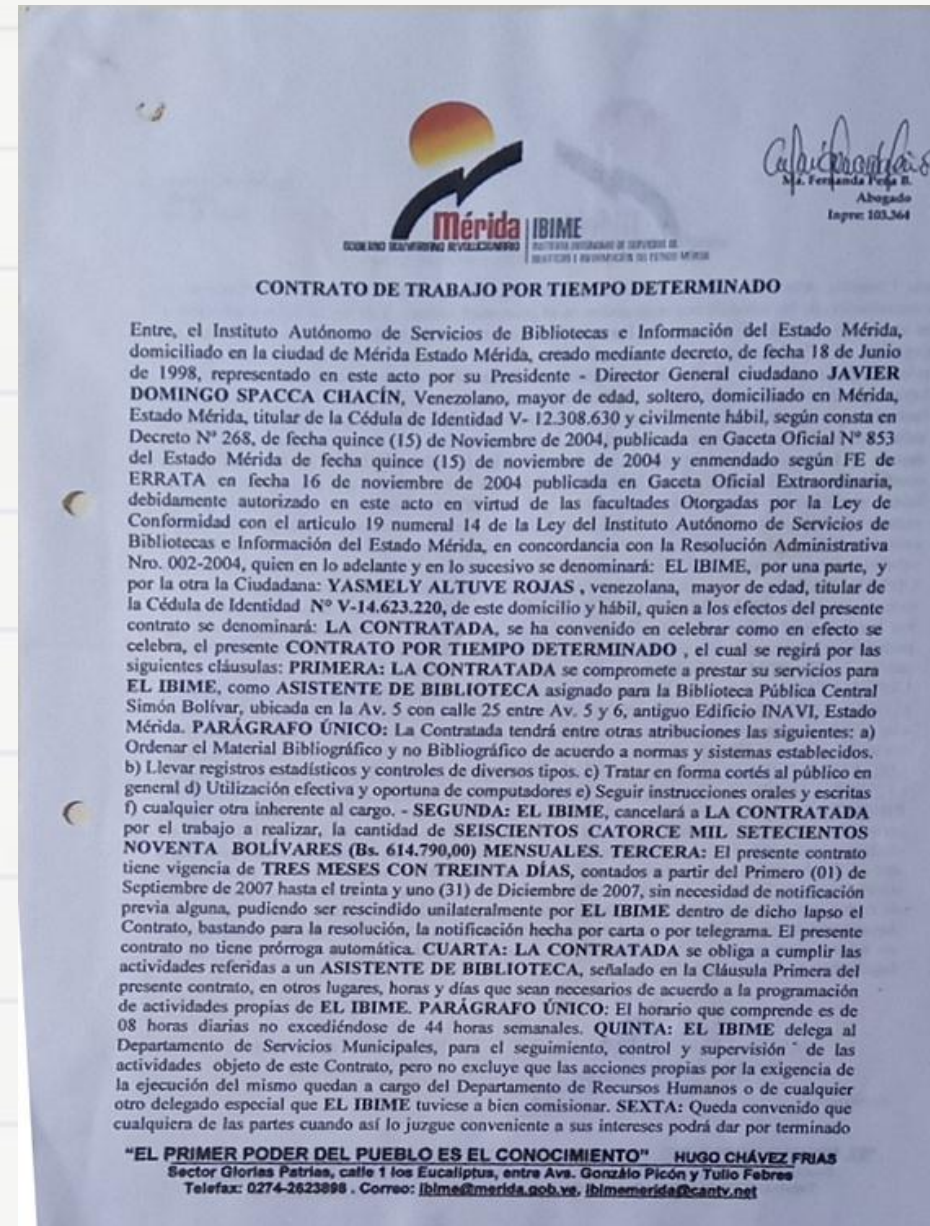 Ma. Fernanda Peña B.
Abogado
Inpre: 103.364
Mérida IBIME
GOBIERNO BOLIVARIANO REVOLUCIONARIO
INSTITUTO AUTÓNOMO DE SERVICIOS DE
BIBLIOTECAS E INFORMACIÓN DEL ESTADO MÉRIDA
CONTRATO DE TRABAJO POR TIEMPO DETERMINADO
Entre, el Instituto Autónomo de Servicios de Bibliotecas e Información del Estado Mérida,
domiciliado en la ciudad de Mérida Estado Mérida, creado mediante decreto, de fecha 18 de Junio
de 1998, representado en este acto por su Presidente - Director General ciudadano JAVIER
DOMINGO SPACCA CHACÍN, Venezolano, mayor de edad, soltero, domiciliado en Mérida,
Estado Mérida, titular de la Cédula de Identidad V- 12.308.630 y civilmente hábil, según consta en
Decreto Nº 268, de fecha quince (15) de Noviembre de 2004, publicada en Gaceta Oficial Nº 853
del Estado Mérida de fecha quince (15) de noviembre de 2004 y enmendado según FE de
ERRATA en fecha 16 de noviembre de 2004 publicada en Gaceta Oficial Extraordinaria,
debidamente autorizado en este acto en virtud de las facultades Otorgadas por la Ley de
Conformidad con el articulo 19 numeral 14 de la Ley del Instituto Autónomo de Servicios de
Bibliotecas e Información del Estado Mérida, en concordancia con la Resolución Administrativa
Nro. 002-2004, quien en lo adelante y en lo sucesivo se denominará: EL IBIME, por una parte, y
por la otra la Ciudadana: YASMELY ALTUVE ROJAS , venezolana, mayor de edad, titular de
la Cédula de Identidad Nº V-14.623.220, de este domicilio y hábil, quien a los efectos del presente
contrato se denominará: LA CONTRATADA, se ha convenido en celebrar como en efecto se
celebra, el presente CONTRATO POR TIEMPO DETERMINADO , el cual se regirá por las
siguientes cláusulas: PRIMERA: LA CONTRATADA se compromete a prestar su servicios para
EL IBIME, como ASISTENTE DE BIBLIOTECA asignado para la Biblioteca Pública Central
Simón Bolívar, ubicada en la Av. 5 con calle 25 entre Av. 5 y 6, antiguo Edificio INAVI, Estado
Mérida. PARÁGRAFO ÚNICO: La Contratada tendrá entre otras atribuciones las siguientes: a)
Ordenar el Material Bibliográfico y no Bibliográfico de acuerdo a normas y sistemas establecidos.
b) Llevar registros estadísticos y controles de diversos tipos. c) Tratar en forma cortés al público en
general d) Utilización efectiva y oportuna de computadores e) Seguir instrucciones orales y escritas
f) cualquier otra inherente al cargo. - SEGUNDA: EL IBIME, cancelará a LA CONTRATADA
por el trabajo a realizar, la cantidad de SEISCIENTOS CATORCE MIL SETECIENTOS
NOVENTA BOLÍVARES (Bs. 614.790,00) MENSUALES. TERCERA: El presente contrato
tiene vigencia de TRES MESES CON TREINTA DÍAS, contados a partir del Primero (01) de
Septiembre de 2007 hasta el treinta y uno (31) de Diciembre de 2007, sin necesidad de notificación
previa alguna, pudiendo ser rescindido unilateralmente por EL IBIME dentro de dicho lapso el
Contrato, bastando para la resolución, la notificación hecha por carta o por telegrama. El presente
contrato no tiene prórroga automática. CUARTA: LA CONTRATADA se obliga a cumplir las
actividades referidas a un ASISTENTE DE BIBLIOTECA, señalado en la Cláusula Primera del
presente contrato, en otros lugares, horas y días que sean necesarios de acuerdo a la programación
de actividades propias de EL IBIME. PARÁGRAFO ÚNICO: El horario que comprende es de
08 horas diarias no excediéndose de 44 horas semanales. QUINTA: EL IBIME delega al
Departamento de Servicios Municipales, para el seguimiento, control y supervisión de las
actividades objeto de este Contrato, pero no excluye que las acciones propias por la exigencia de
la ejecución del mismo quedan a cargo del Departamento de Recursos Humanos o de cualquier
otro delegado especial que EL IBIME tuviese a bien comisionar. SEXTA: Queda convenido que
cualquiera de las partes cuando así lo juzgue conveniente a sus intereses podrá dar por terminado
"EL PRIMER PODER DEL PUEBLO ES EL CONOCIMIENTO" HUGO CHÁVEZ FRIAS
Sector Glorias Patrias, calle 1 los Eucaliptus, entre Avs. Gonzálo Picón y Tulio Febres
Telefax: 0274-2623898 . Correo: ibime@merida.gob.ve, ibimemerida@cantv.net